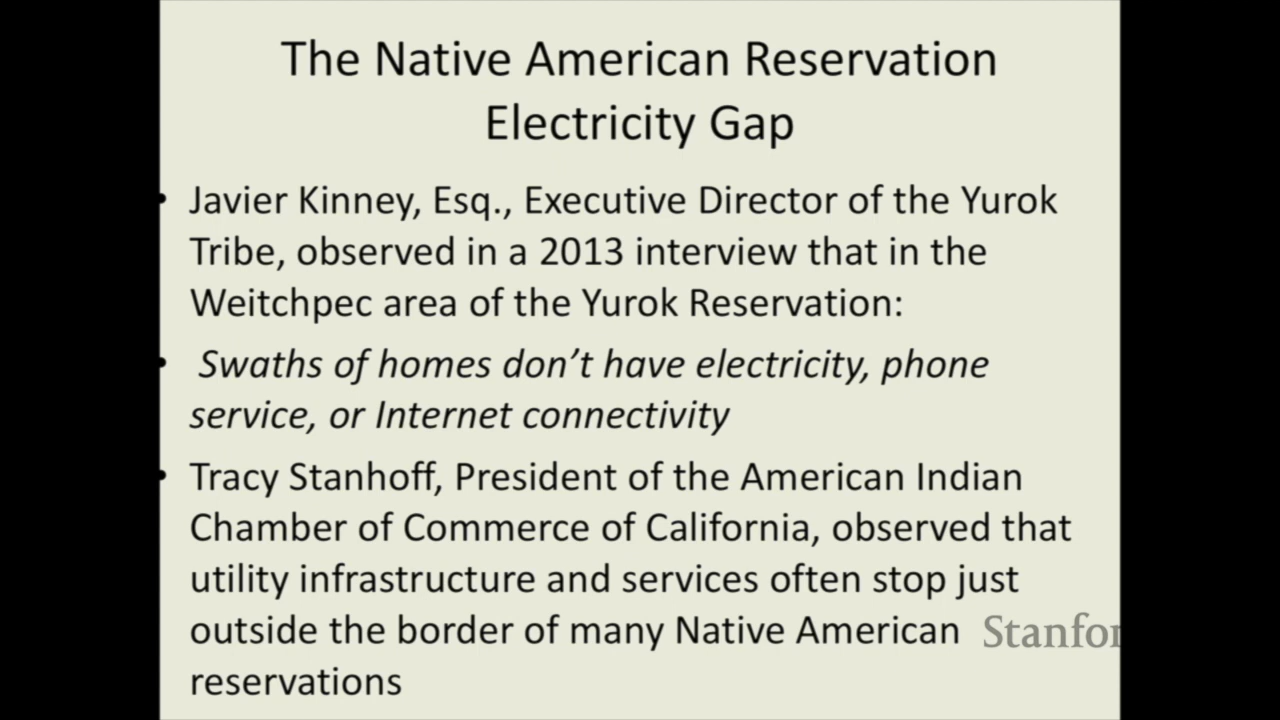 The Native American Reservation
Electricity Gap
• Javier Kinney, Esq., Executive Director of the Yurok
Tribe, observed in a 2013 interview that in the
Weitchpec area of the Yurok Reservation:
• Swaths of homes don’t have electricity, phone
service, or Internet connectivity
• Tracy Stanhoff, President of the American Indian
Chamber of Commerce of California, observed that
utility infrastructure and services often stop just
outside the border of many Native American
reservations
Stanfor